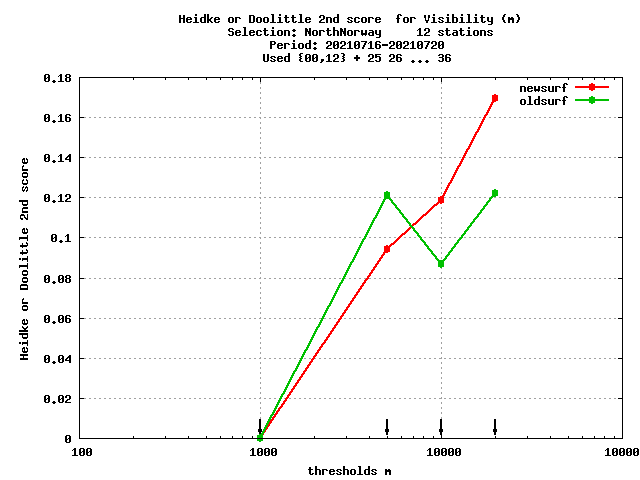 Heidke or Doolittle 2nd score  for Visibility (m)
Selection: NorthNorway     12 stations
Period: 20210716-20210720
Used {00,12} + 25 26 ... 36
newsurf
oldsurf
Heidke or Doolittle 2nd score
0.18
0.16
0.14
0.12
0.1
0.08
0.06
0.04
0.02
0
100 1000 10000 10000
thresholds m